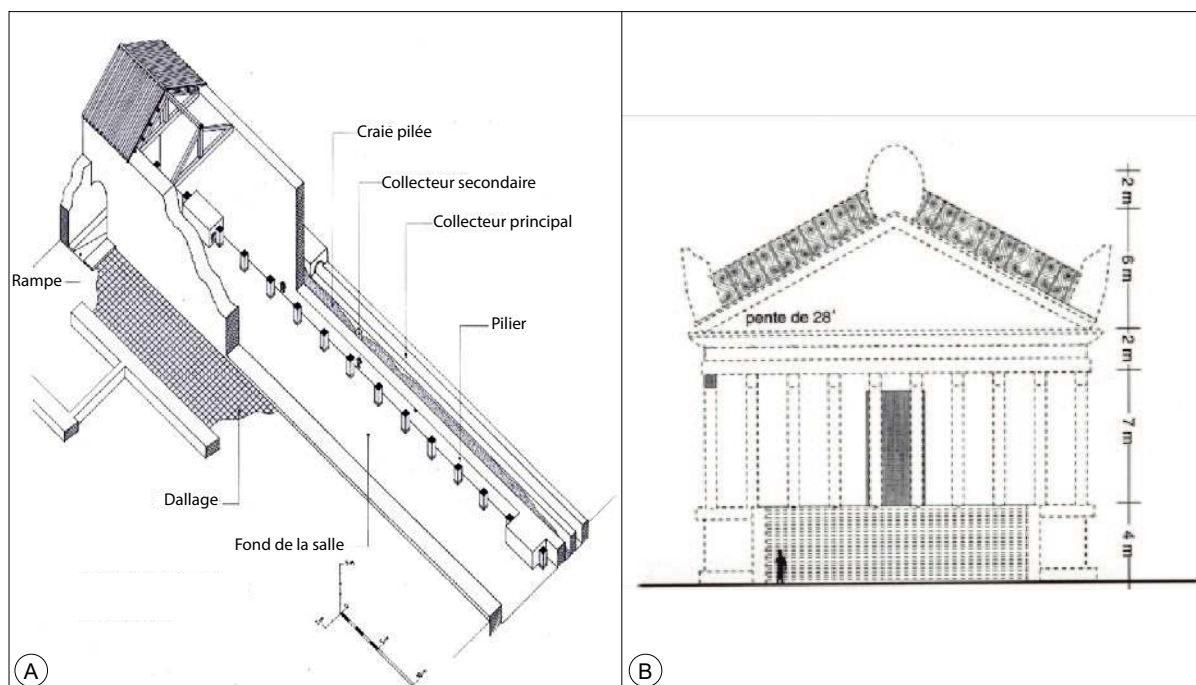 Craie pilée
Collecteur secondaire
Collecteur principal
Rampe
Pilier
Dallage
Fond de la salle
A
pente de 28'
2 m
6 m
2 m
7 m
4 m
B